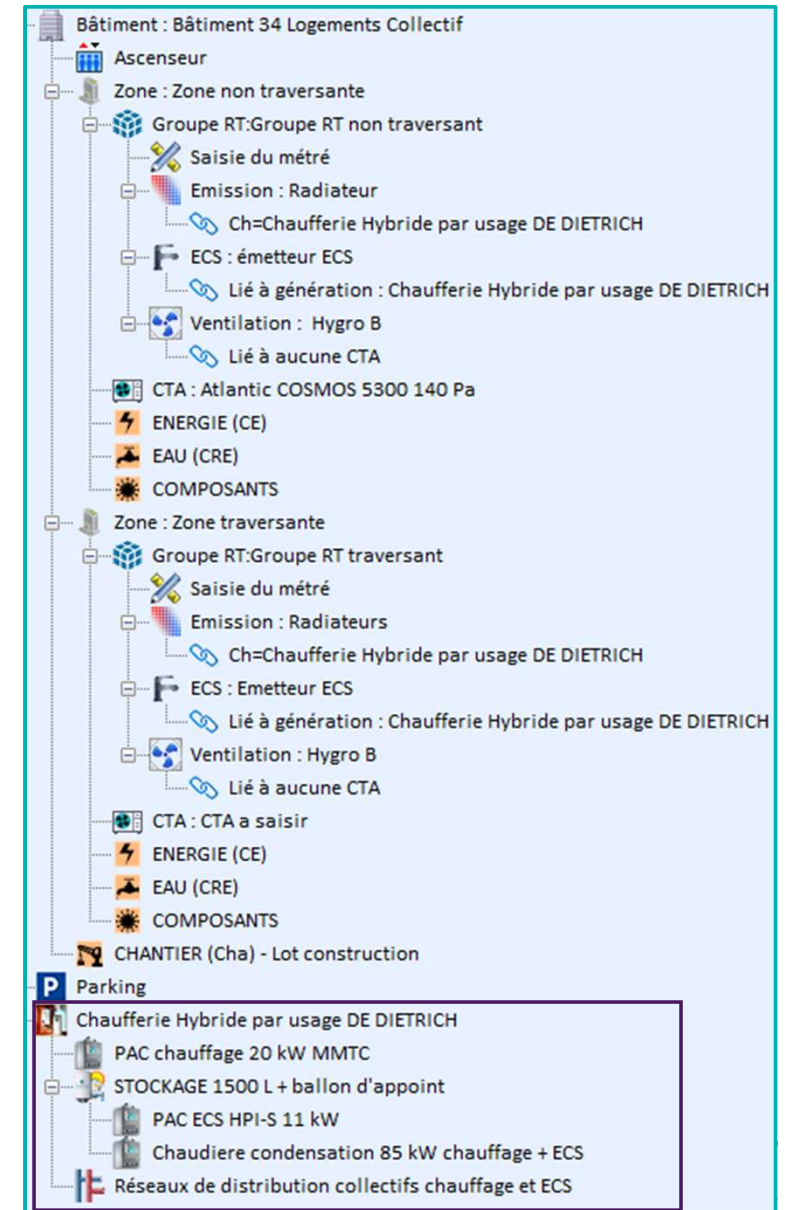 Bâtiment : Bâtiment 34 Logements Collectif
Ascenseur
Zone : Zone non traversante
Groupe RT:Groupe RT non traversant
Saisie du métré
Emission : Radiateur
Ch=Chaufferie Hybride par usage DE DIETRICH
ECS : émetteur ECS
Lié à génération : Chaufferie Hybride par usage DE DIETRICH
Ventilation : Hygro B
Lié à aucune CTA
CTA : Atlantic COSMOS 5300 140 Pa
ENERGIE (CE)
EAU (CRE)
COMPOSANTS
Zone : Zone traversante
Groupe RT:Groupe RT traversant
Saisie du métré
Emission : Radiateurs
Ch=Chaufferie Hybride par usage DE DIETRICH
ECS : Emetteur ECS
Lié à génération : Chaufferie Hybride par usage DE DIETRICH
Ventilation : Hygro B
Lié à aucune CTA
CTA : CTA a saisir
ENERGIE (CE)
EAU (CRE)
COMPOSANTS
CHANTIER (Cha) - Lot construction
P Parking
Chaufferie Hybride par usage DE DIETRICH
PAC chauffage 20 kW MMTC
STOCKAGE 1500 L + ballon d'appoint
PAC ECS HPI-S 11 kW
Chaudiere condensation 85 kW chauffage + ECS
Réseaux de distribution collectifs chauffage et ECS